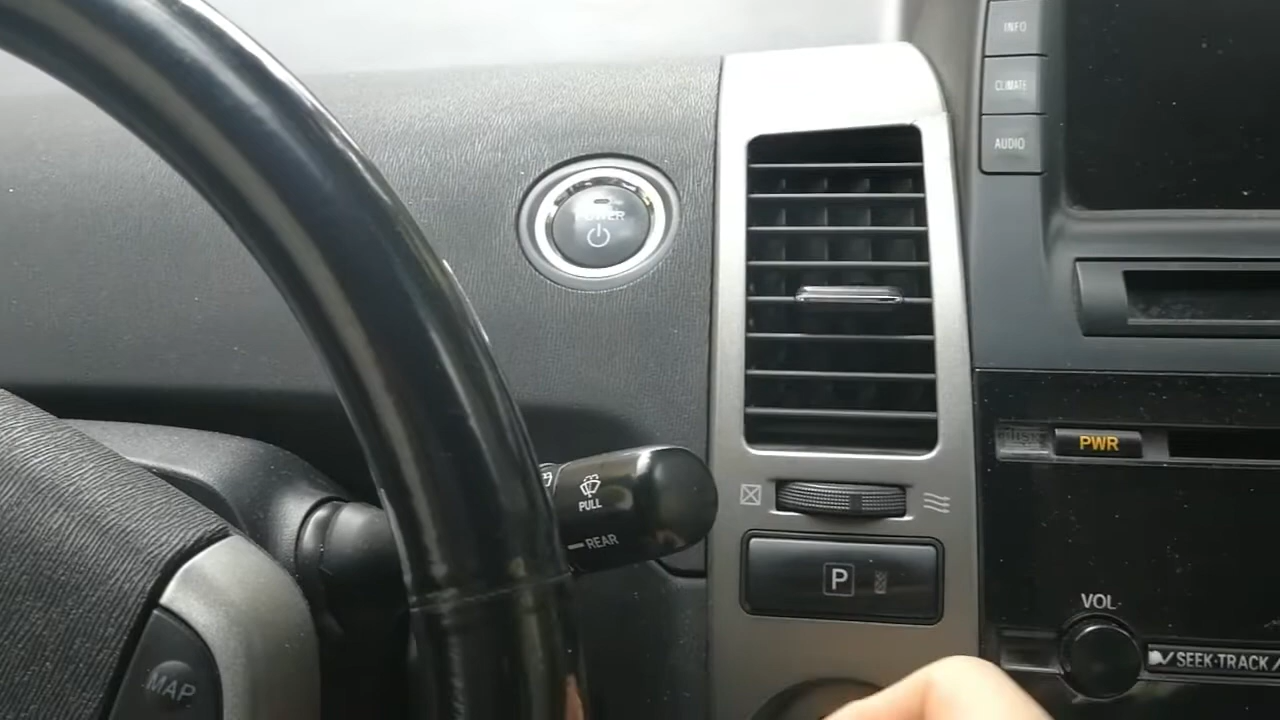 INFO
CLIMATE
AUDIO
POWER
PWR
PULL
REAR
P
VOL
SEEK·TRACK
MAP